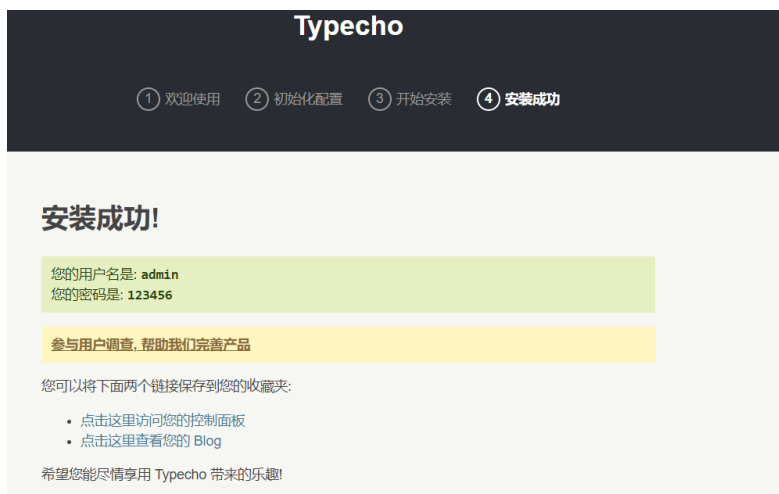 Typecho
1 欢迎使用 2 初始化配置 3 开始安装 4 安装成功
安装成功!
您的用户名是: admin
您的密码是: 123456
参与用户调查, 帮助我们完善产品
您可以将下面两个链接保存到您的收藏夹:
• 点击这里访问您的控制面板
• 点击这里查看您的 Blog
希望您能尽情享用 Typecho 带来的乐趣!